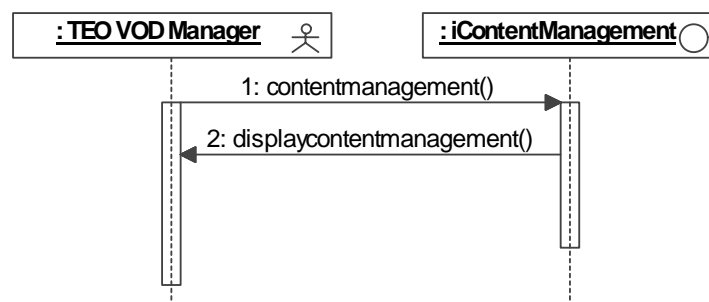 : TEO VOD Manager
: iContentManagement
1: contentmanagement()
2: displaycontentmanagement()